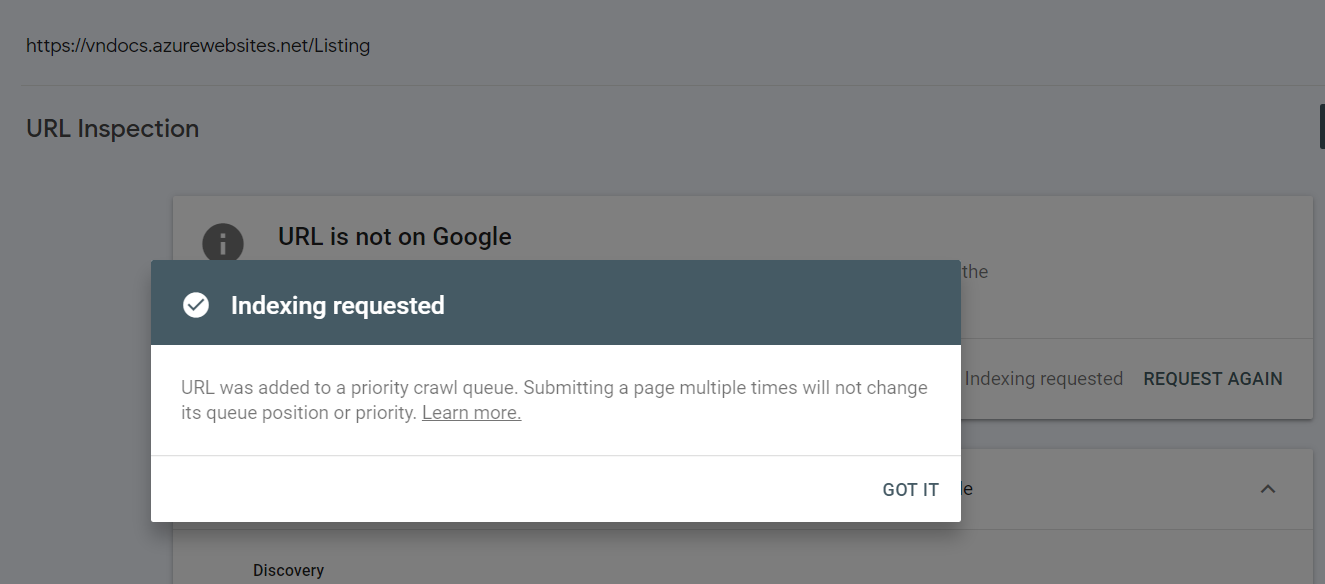 https://vndocs.azurewebsites.net/Listing
URL Inspection
URL is not on Google
the
Indexing requested
URL was added to a priority crawl queue. Submitting a page multiple times will not change
its queue position or priority. Learn more.
GOT IT
Indexing requested REQUEST AGAIN
Discovery